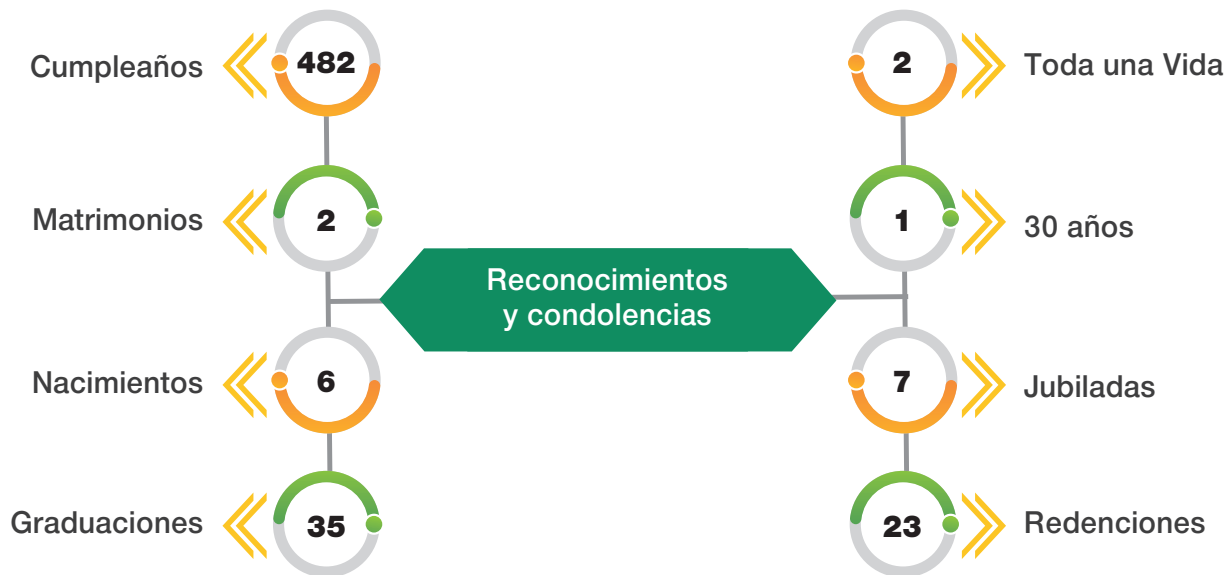 Cumpleaños
482
Matrimonios
2
Nacimientos
6
Graduaciones
35
Reconocimientos
y condolencias
2
Toda una Vida
1
30 años
7
Jubiladas
23
Redenciones